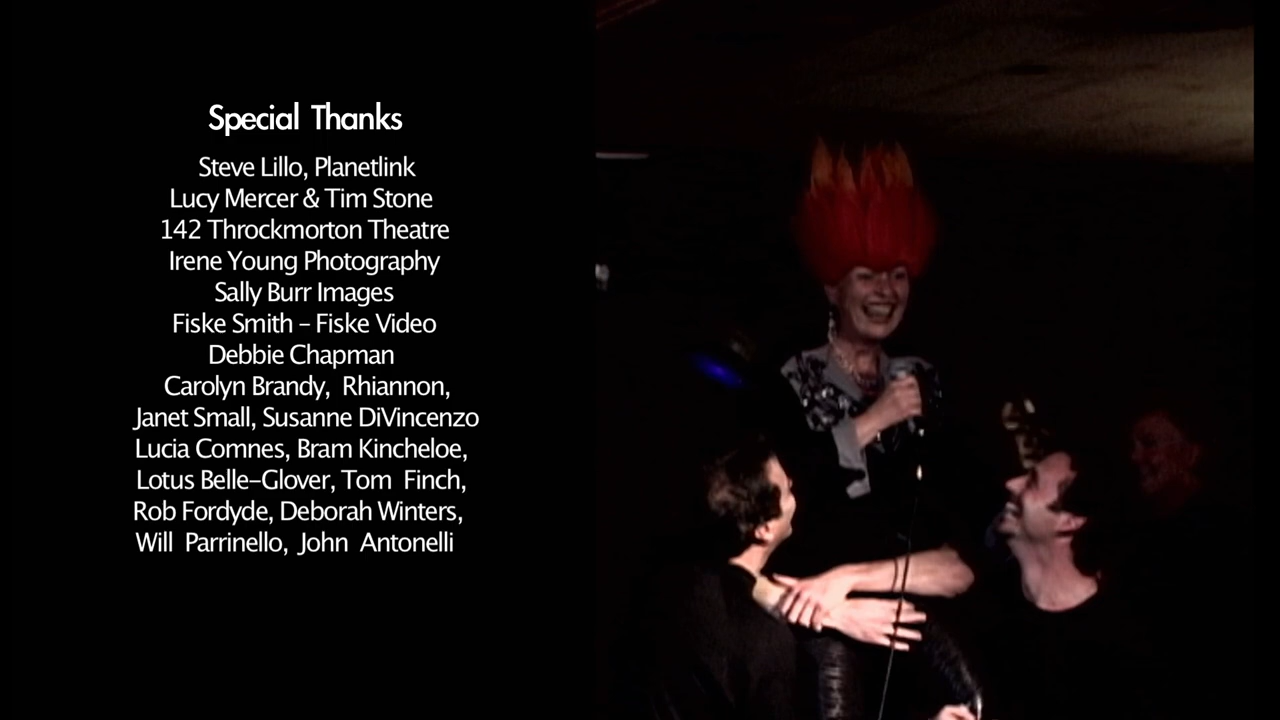 Special Thanks
Steve Lillo, Planetlink
Lucy Mercer & Tim Stone
142 Throckmorton Theatre
Irene Young Photography
Sally Burr Images
Fiske Smith – Fiske Video
Debbie Chapman
Carolyn Brandy, Rhiannon,
Janet Small, Susanne DiVincenzo
Lucia Comnes, Bram Kincheloe,
Lotus Belle–Glover, Tom Finch,
Rob Fordyde, Deborah Winters,
Will Parrinello, John Antonelli